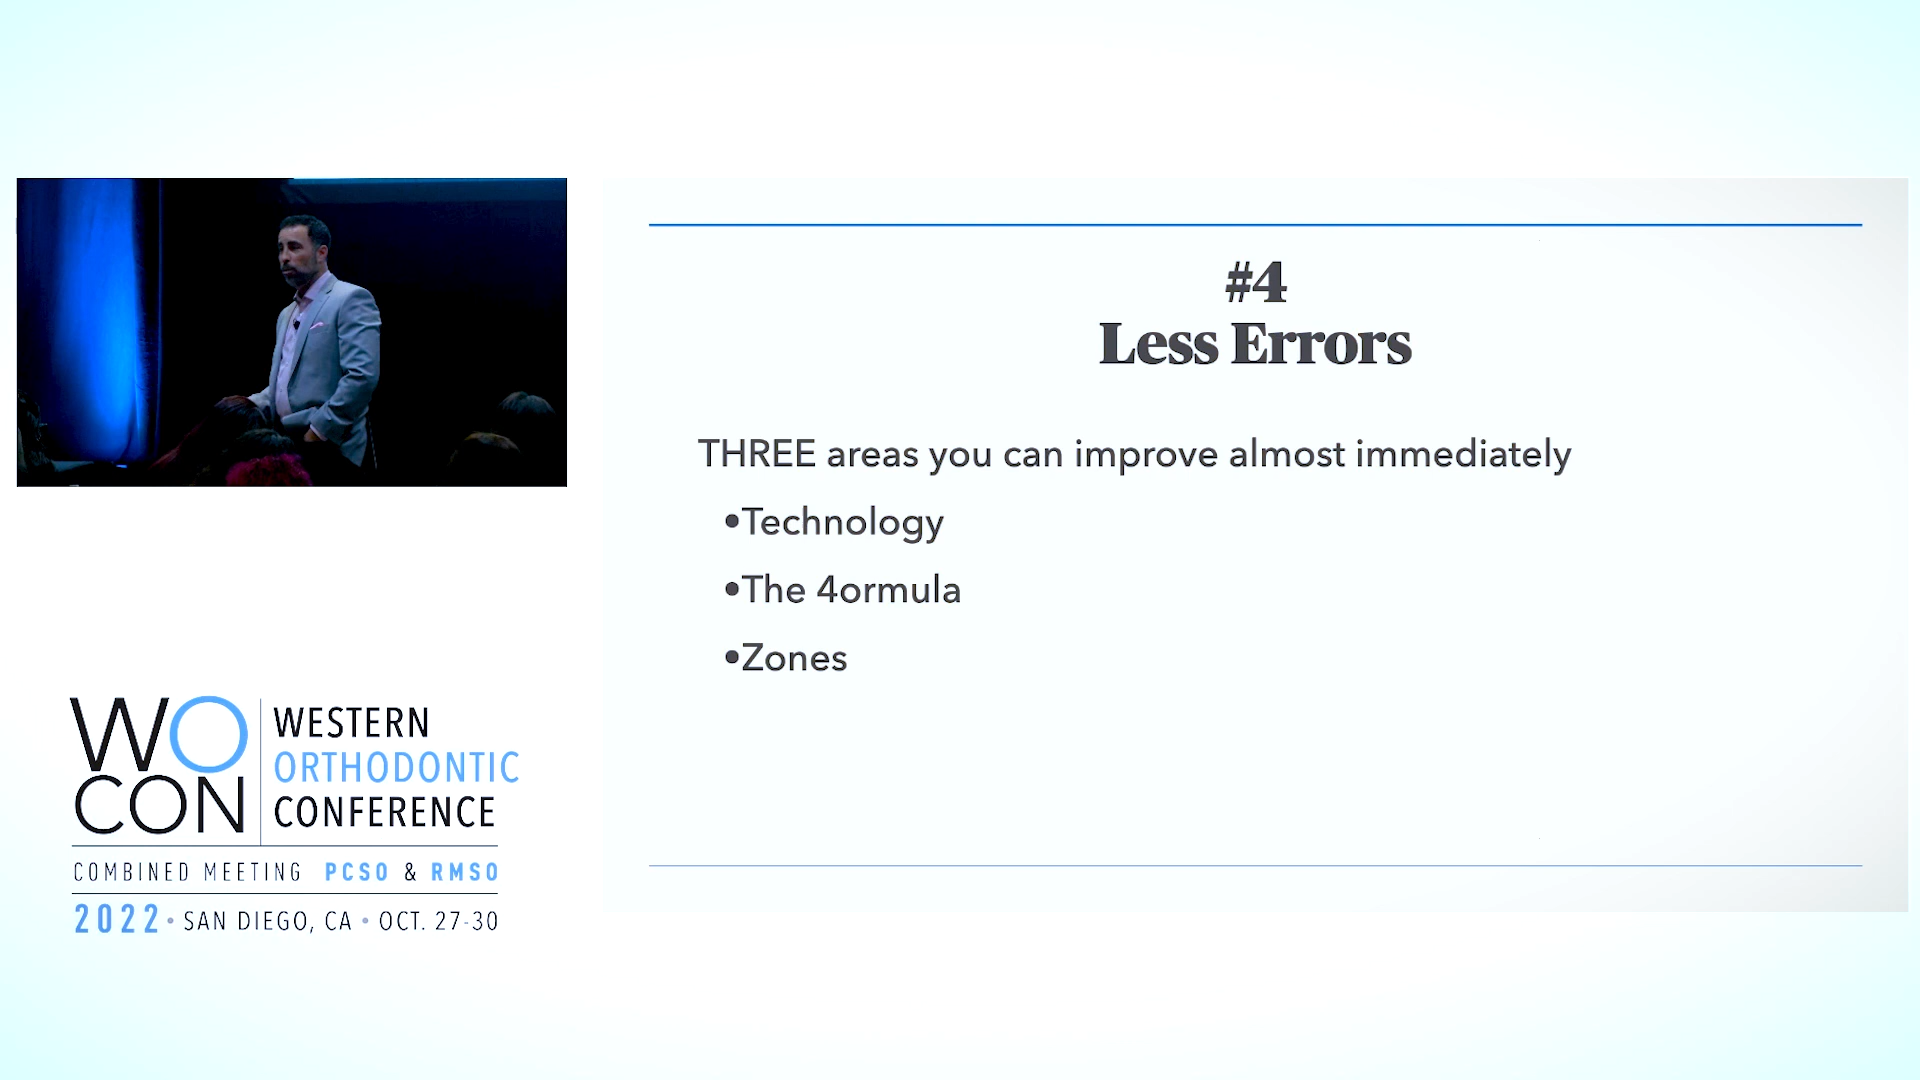 #4
Less Errors
THREE areas you can improve almost immediately
•Technology
•The 4ormula
•Zones
WO
CON
WESTERN
ORTHODONTIC
CONFERENCE
COMBINED MEETING PCSO & RMSO
2022 • SAN DIEGO, CA • OCT. 27-30